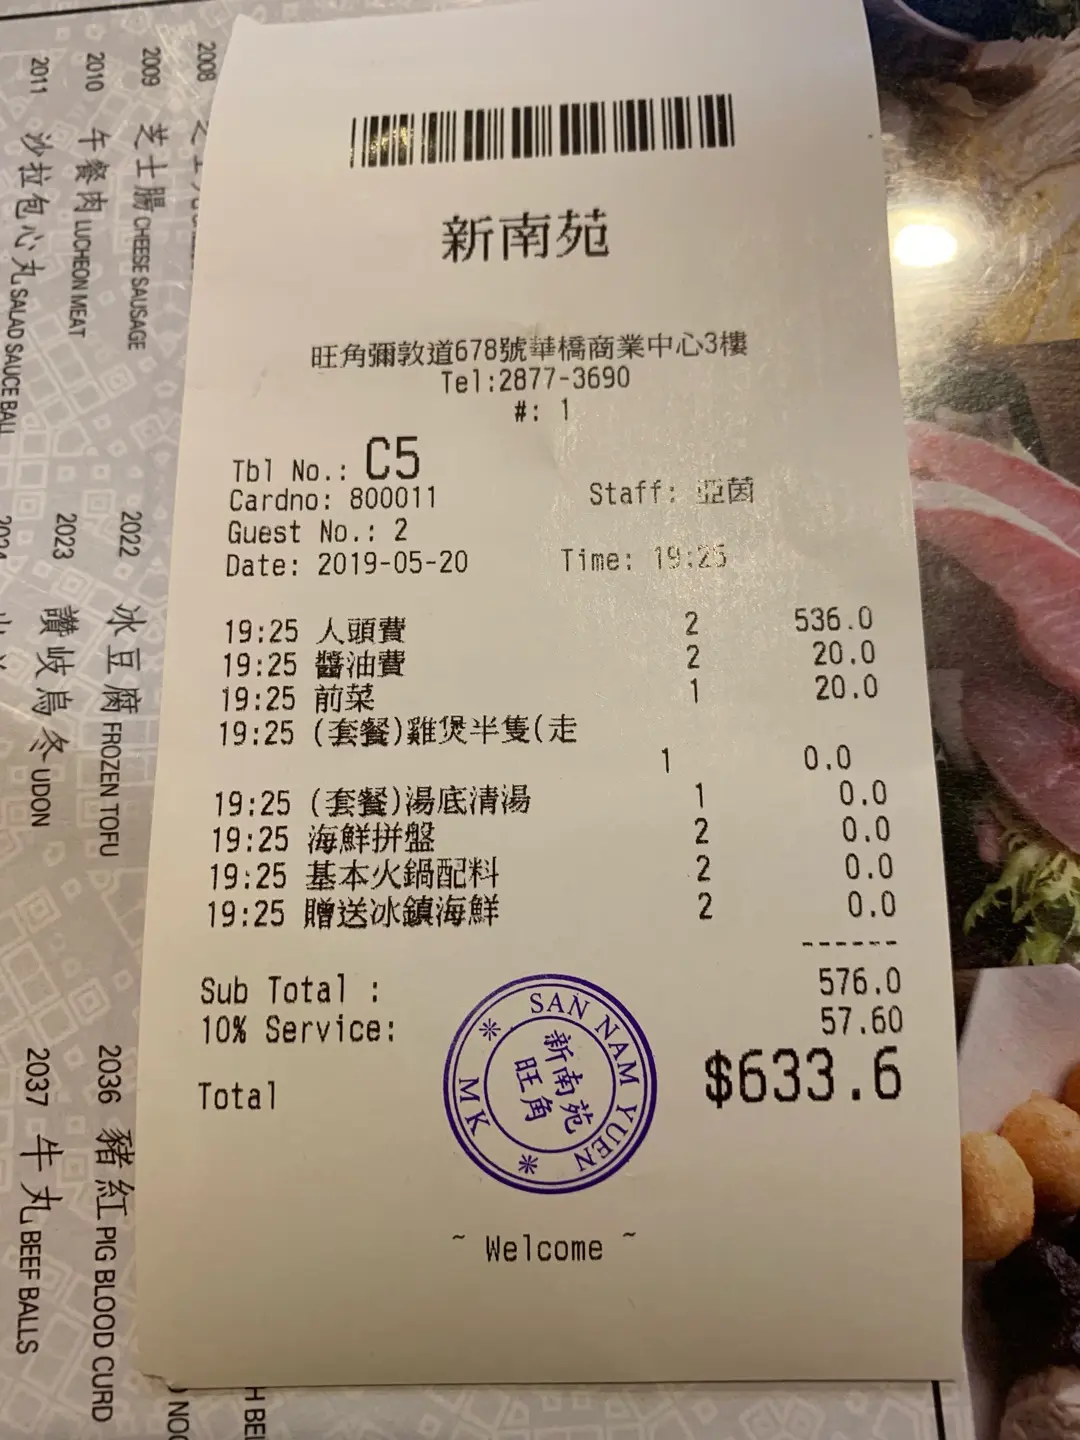 新南苑
旺角彌敦道678號華橋商業中心3樓
Tel:2877-3690
#: 1
Tbl No.: C5
Cardno: 800011
Staff: 亞茵
Guest No.: 2
Date: 2019-05-20 Time: 19:25
19:25 人頭費 2 536.0
19:25 醬油費 2 20.0
19:25 前菜 1 20.0
19:25 (套餐)雞煲半隻(走
1 0.0
19:25 (套餐)湯底清湯 1 0.0
19:25 海鮮拼盤 2 0.0
19:25 基本火鍋配料 2 0.0
19:25 贈送冰鎮海鮮 2 0.0
------
Sub Total : 576.0
10% Service: 57.60
Total $633.6
SAN NAM YUEN
新南苑
旺角
MK
~ Welcome ~
2008
2009 芝士腸 CHEESE SAUSAGE
2010 午餐肉 LUCHEON MEAT
2011 沙拉包心丸 SALAD SAUCE BALL
2022 冰豆腐 FROZEN TOFU
2023 讚岐烏冬 UDON
2036 豬紅 PIG BLOOD CURD
2037 牛丸 BEEF BALLS